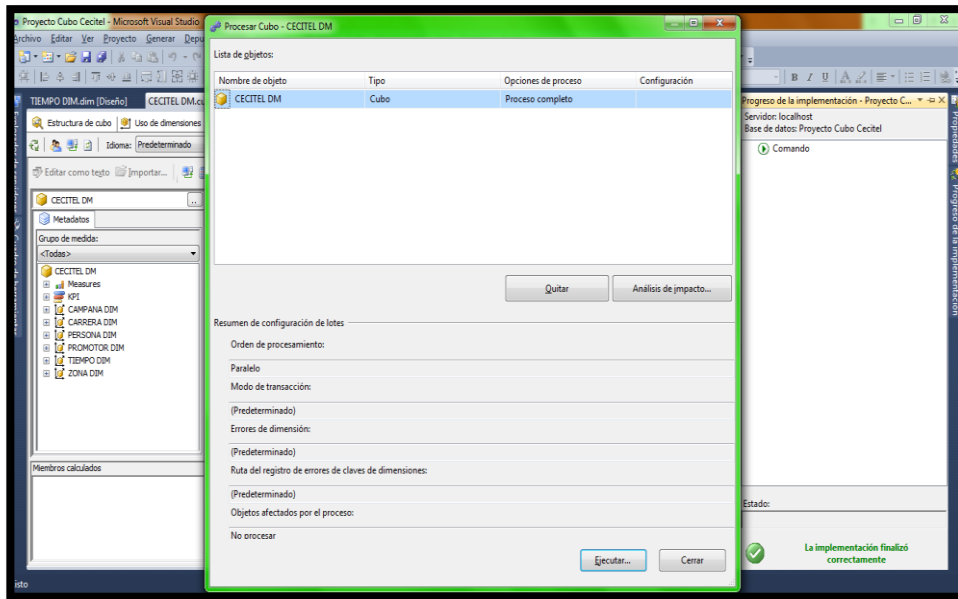 Proyecto Cubo Cecitel - Microsoft Visual Studio
Archivo Editar Ver Proyecto Generar Depu
TIEMPO DIM.dim [Diseño] CECITEL DM.cu
Estructura de cubo Uso de dimensiones
Idioma: Predeterminado
Editar como texto Importar...
CECITEL DM ...
Metadatos
Grupo de medida:
<Todas>
CECITEL DM
Measures
KPI
CAMPANA DIM
CARRERA DIM
PERSONA DIM
PROMOTOR DIM
TIEMPO DIM
ZONA DIM
Miembros calculados
isto
Procesar Cubo - CECITEL DM
Lista de objetos:
Nombre de objeto Tipo Opciones de proceso Configuración
CECITEL DM Cubo Proceso completo
Quitar Análisis de impacto...
Resumen de configuración de lotes
Orden de procesamiento:
Paralelo
Modo de transacción:
(Predeterminado)
Errores de dimensión:
(Predeterminado)
Ruta del registro de errores de claves de dimensiones:
(Predeterminado)
Objetos afectados por el proceso:
No procesar
Ejecutar... Cerrar
Progreso de la implementación - Proyecto C...
Servidor: localhost
Base de datos: Proyecto Cubo Cecitel
Comando
Estado:
La implementación finalizó
correctamente
Propiedades
Progreso de la implementación